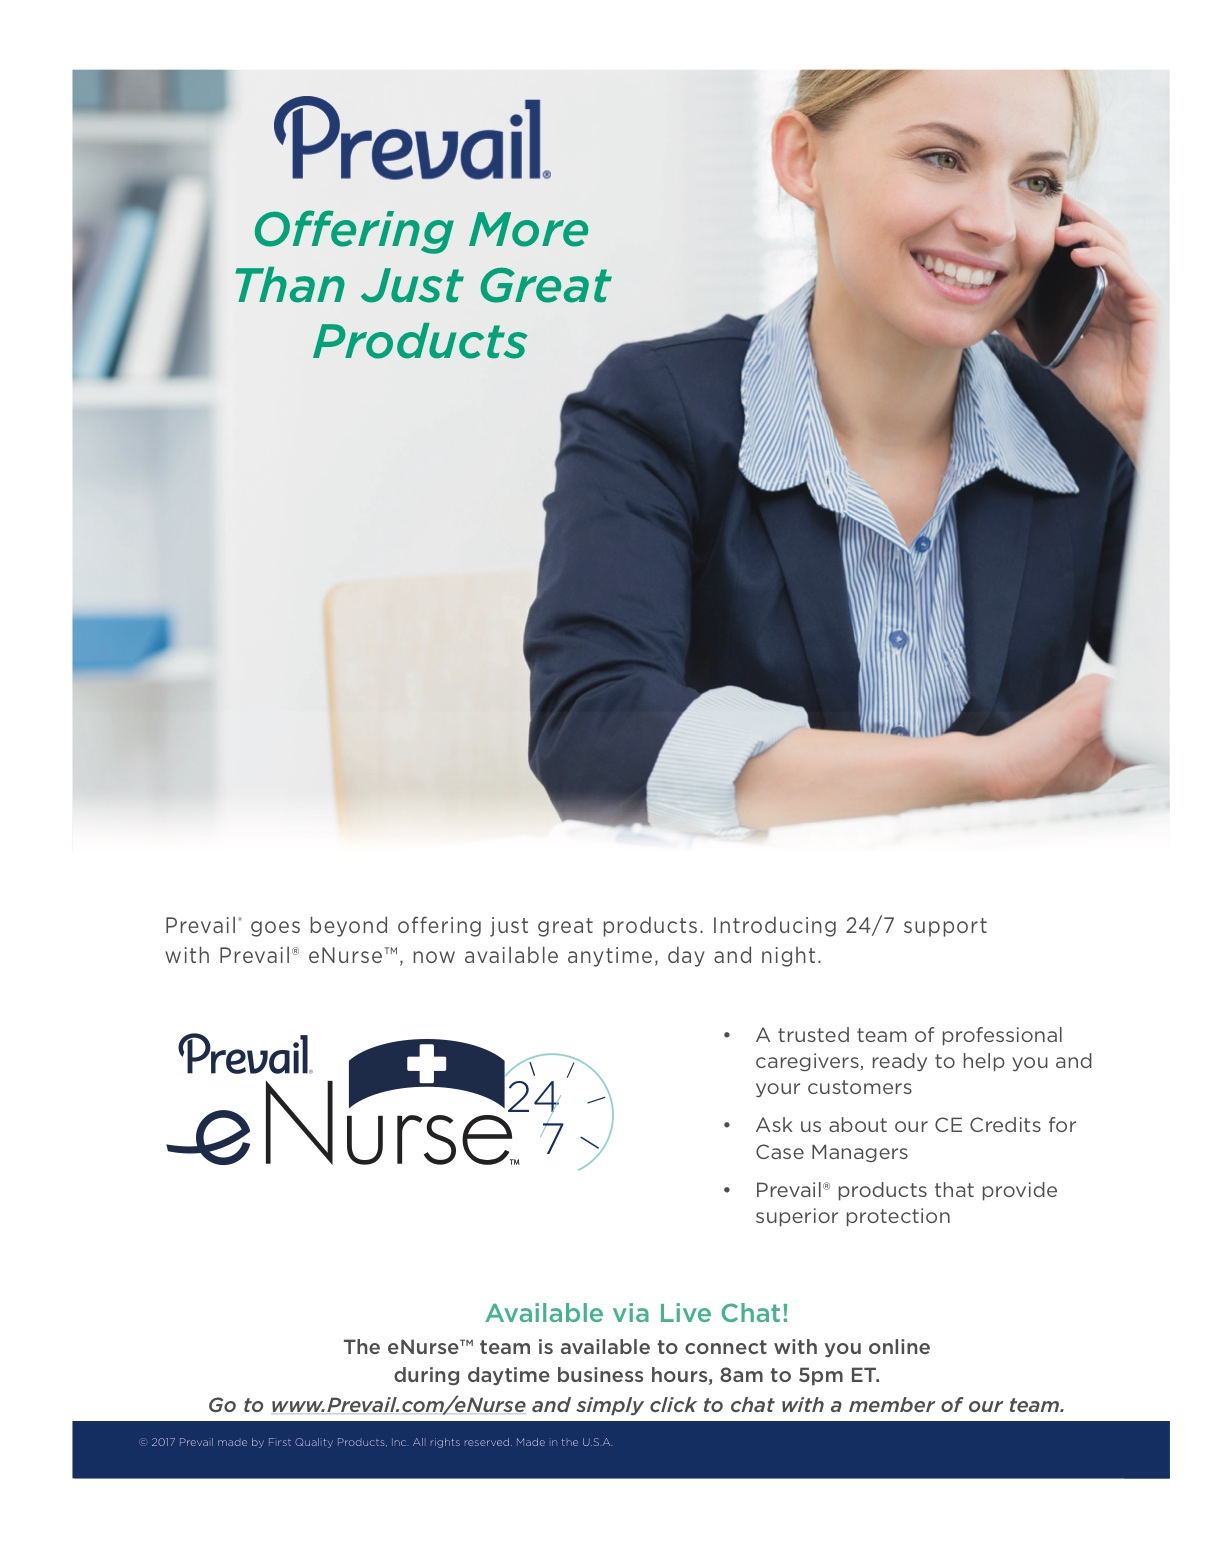 Prevail®
Offering More
Than Just Great
Products
Prevail® goes beyond offering just great products. Introducing 24/7 support
with Prevail® eNurse™, now available anytime, day and night.
Prevail®
eNurse™
24
7
• A trusted team of professional
caregivers, ready to help you and
your customers
• Ask us about our CE Credits for
Case Managers
• Prevail® products that provide
superior protection
Available via Live Chat!
The eNurse™ team is available to connect with you online
during daytime business hours, 8am to 5pm ET.
Go to www.Prevail.com/eNurse and simply click to chat with a member of our team.
© 2017 Prevail made by First Quality Products, Inc. All rights reserved. Made in the U.S.A.